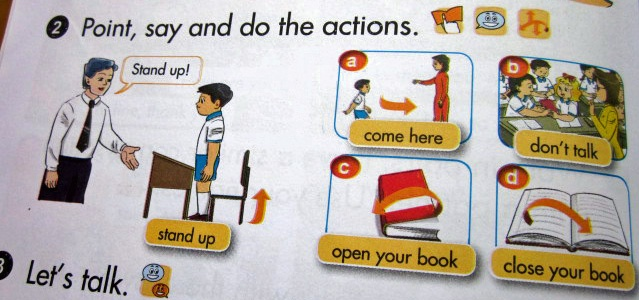 2 Point, say and do the actions.
Stand up!
stand up
a
come here
b
don't talk
c
open your book
d
close your book
3 Let's talk.